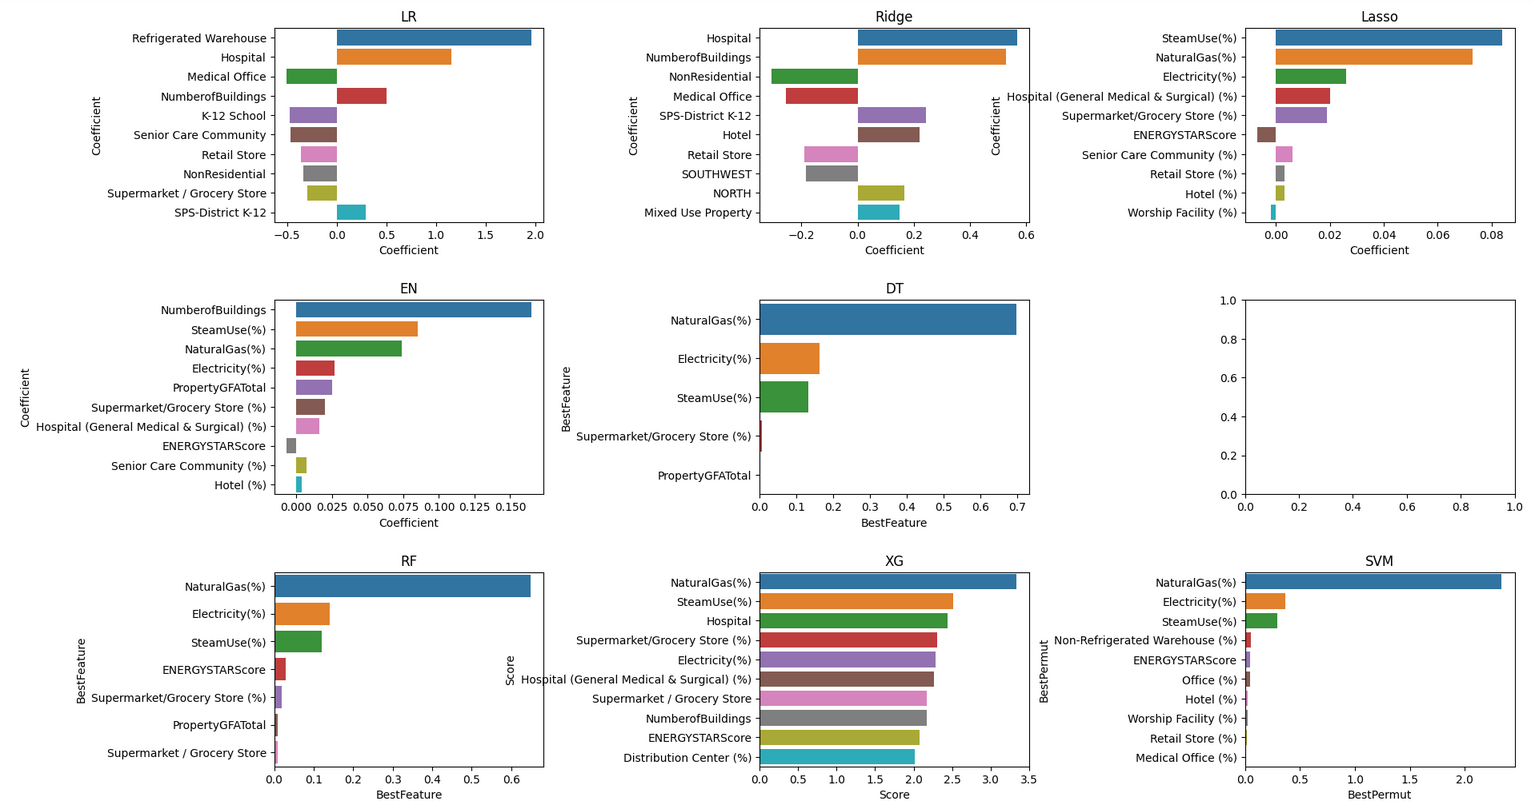 LR
Refrigerated Warehouse
Hospital
Medical Office
NumberofBuildings
K-12 School
Senior Care Community
Retail Store
NonResidential
Supermarket / Grocery Store
SPS-District K-12
Coefficient
−0.5 0.0 0.5 1.0 1.5 2.0
Coefficient
Ridge
Hospital
NumberofBuildings
NonResidential
Medical Office
SPS-District K-12
Hotel
Retail Store
SOUTHWEST
NORTH
Mixed Use Property
Coefficient
−0.2 0.0 0.2 0.4 0.6
Coefficient
Lasso
SteamUse(%)
NaturalGas(%)
Electricity(%)
Hospital (General Medical & Surgical) (%)
Supermarket/Grocery Store (%)
ENERGYSTARScore
Senior Care Community (%)
Retail Store (%)
Hotel (%)
Worship Facility (%)
Coefficient
0.00 0.02 0.04 0.06 0.08
Coefficient
EN
NumberofBuildings
SteamUse(%)
NaturalGas(%)
Electricity(%)
PropertyGFATotal
Supermarket/Grocery Store (%)
Hospital (General Medical & Surgical) (%)
ENERGYSTARScore
Senior Care Community (%)
Hotel (%)
Coefficient
0.000 0.025 0.050 0.075 0.100 0.125 0.150
Coefficient
DT
NaturalGas(%)
Electricity(%)
SteamUse(%)
Supermarket/Grocery Store (%)
PropertyGFATotal
BestFeature
0.0 0.1 0.2 0.3 0.4 0.5 0.6 0.7
BestFeature
1.0
0.8
0.6
0.4
0.2
0.0
0.0 0.2 0.4 0.6 0.8 1.0
RF
NaturalGas(%)
Electricity(%)
SteamUse(%)
ENERGYSTARScore
Supermarket/Grocery Store (%)
PropertyGFATotal
Supermarket / Grocery Store
BestFeature
0.0 0.1 0.2 0.3 0.4 0.5 0.6
BestFeature
XG
NaturalGas(%)
SteamUse(%)
Hospital
Supermarket/Grocery Store (%)
Electricity(%)
Hospital (General Medical & Surgical) (%)
Supermarket / Grocery Store
NumberofBuildings
ENERGYSTARScore
Distribution Center (%)
Score
0.0 0.5 1.0 1.5 2.0 2.5 3.0 3.5
Score
SVM
NaturalGas(%)
Electricity(%)
SteamUse(%)
Non-Refrigerated Warehouse (%)
ENERGYSTARScore
Office (%)
Hotel (%)
Worship Facility (%)
Retail Store (%)
Medical Office (%)
BestPermut
0.0 0.5 1.0 1.5 2.0
BestPermut